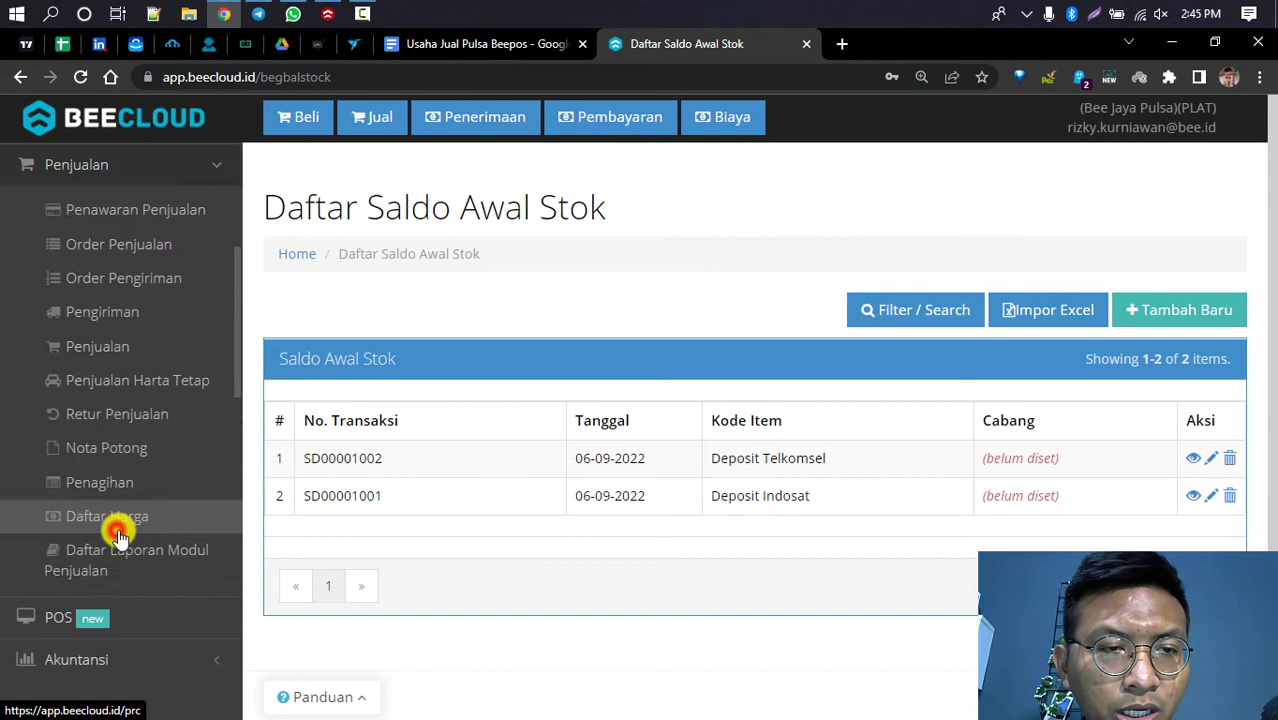 2:45 PM
Usaha Jual Pulsa Beepos - Goog
Daftar Saldo Awal Stok
app.beecloud.id/begbalstock
NEW
2
BEECLOUD
Beli
Jual
Penerimaan
Pembayaran
Biaya
(Bee Jaya Pulsa)(PLAT)
rizky.kurniawan@bee.id
Penjualan
Penawaran Penjualan
Order Penjualan
Order Pengiriman
Pengiriman
Penjualan
Penjualan Harta Tetap
Retur Penjualan
Nota Potong
Penagihan
Daftar Harga
Daftar Laporan Modul
Penjualan
POS new
Akuntansi
https://app.beecloud.id/prc
Daftar Saldo Awal Stok
Home / Daftar Saldo Awal Stok
Filter / Search
Impor Excel
+ Tambah Baru
Saldo Awal Stok
Showing 1-2 of 2 items.
# No. Transaksi Tanggal Kode Item Cabang Aksi
1 SD00001002 06-09-2022 Deposit Telkomsel (belum diset)
2 SD00001001 06-09-2022 Deposit Indosat (belum diset)
« 1 »
Panduan